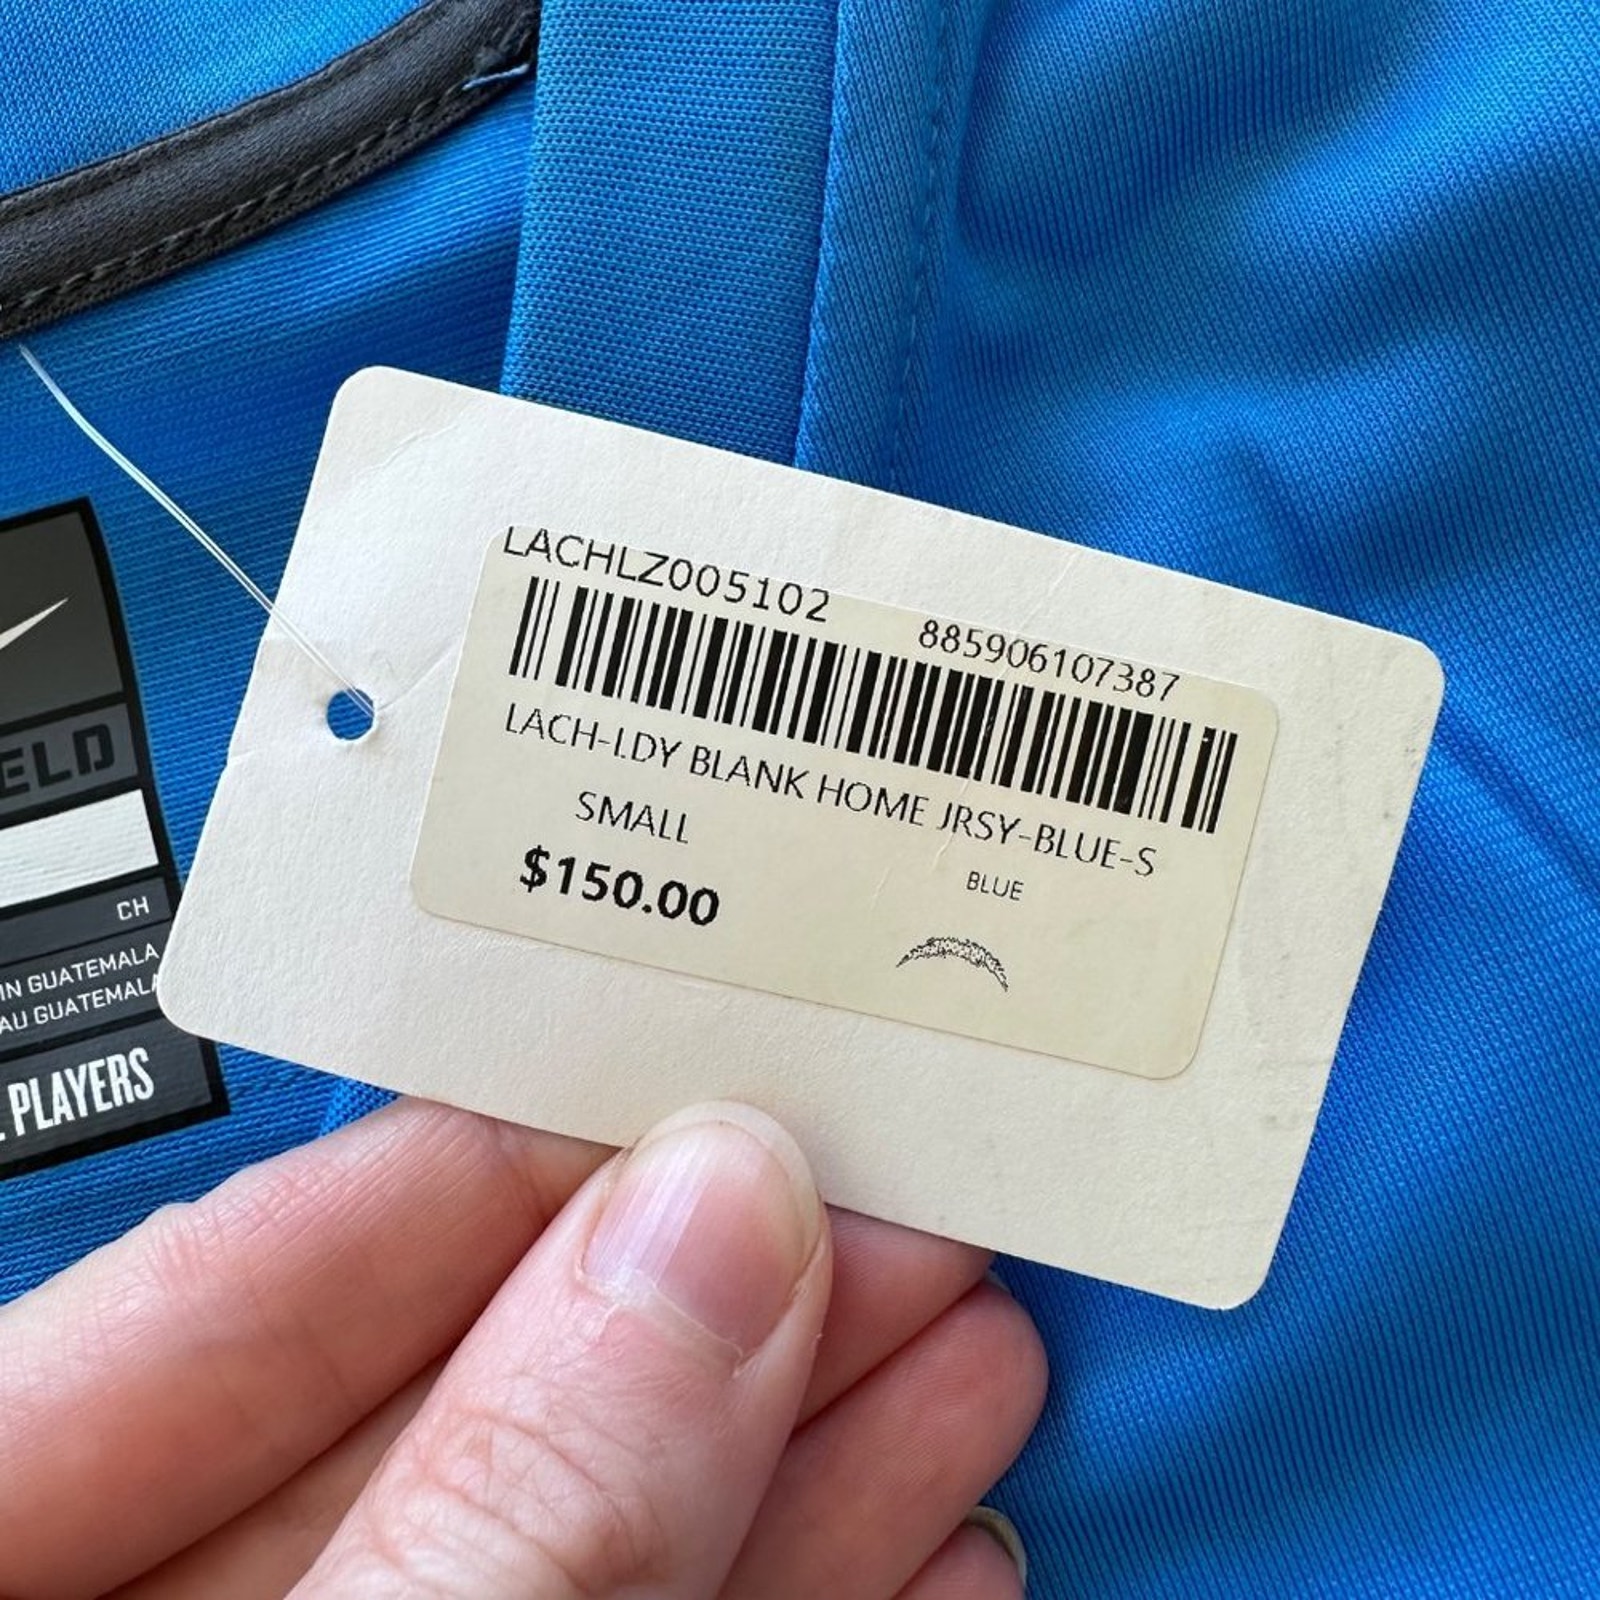 LACHLZ005102
885906107387
LACH-LDY BLANK HOME JRSY-BLUE-S
SMALL
BLUE
$150.00
ELD
CH
IN GUATEMALA
AU GUATEMALA
PLAYERS